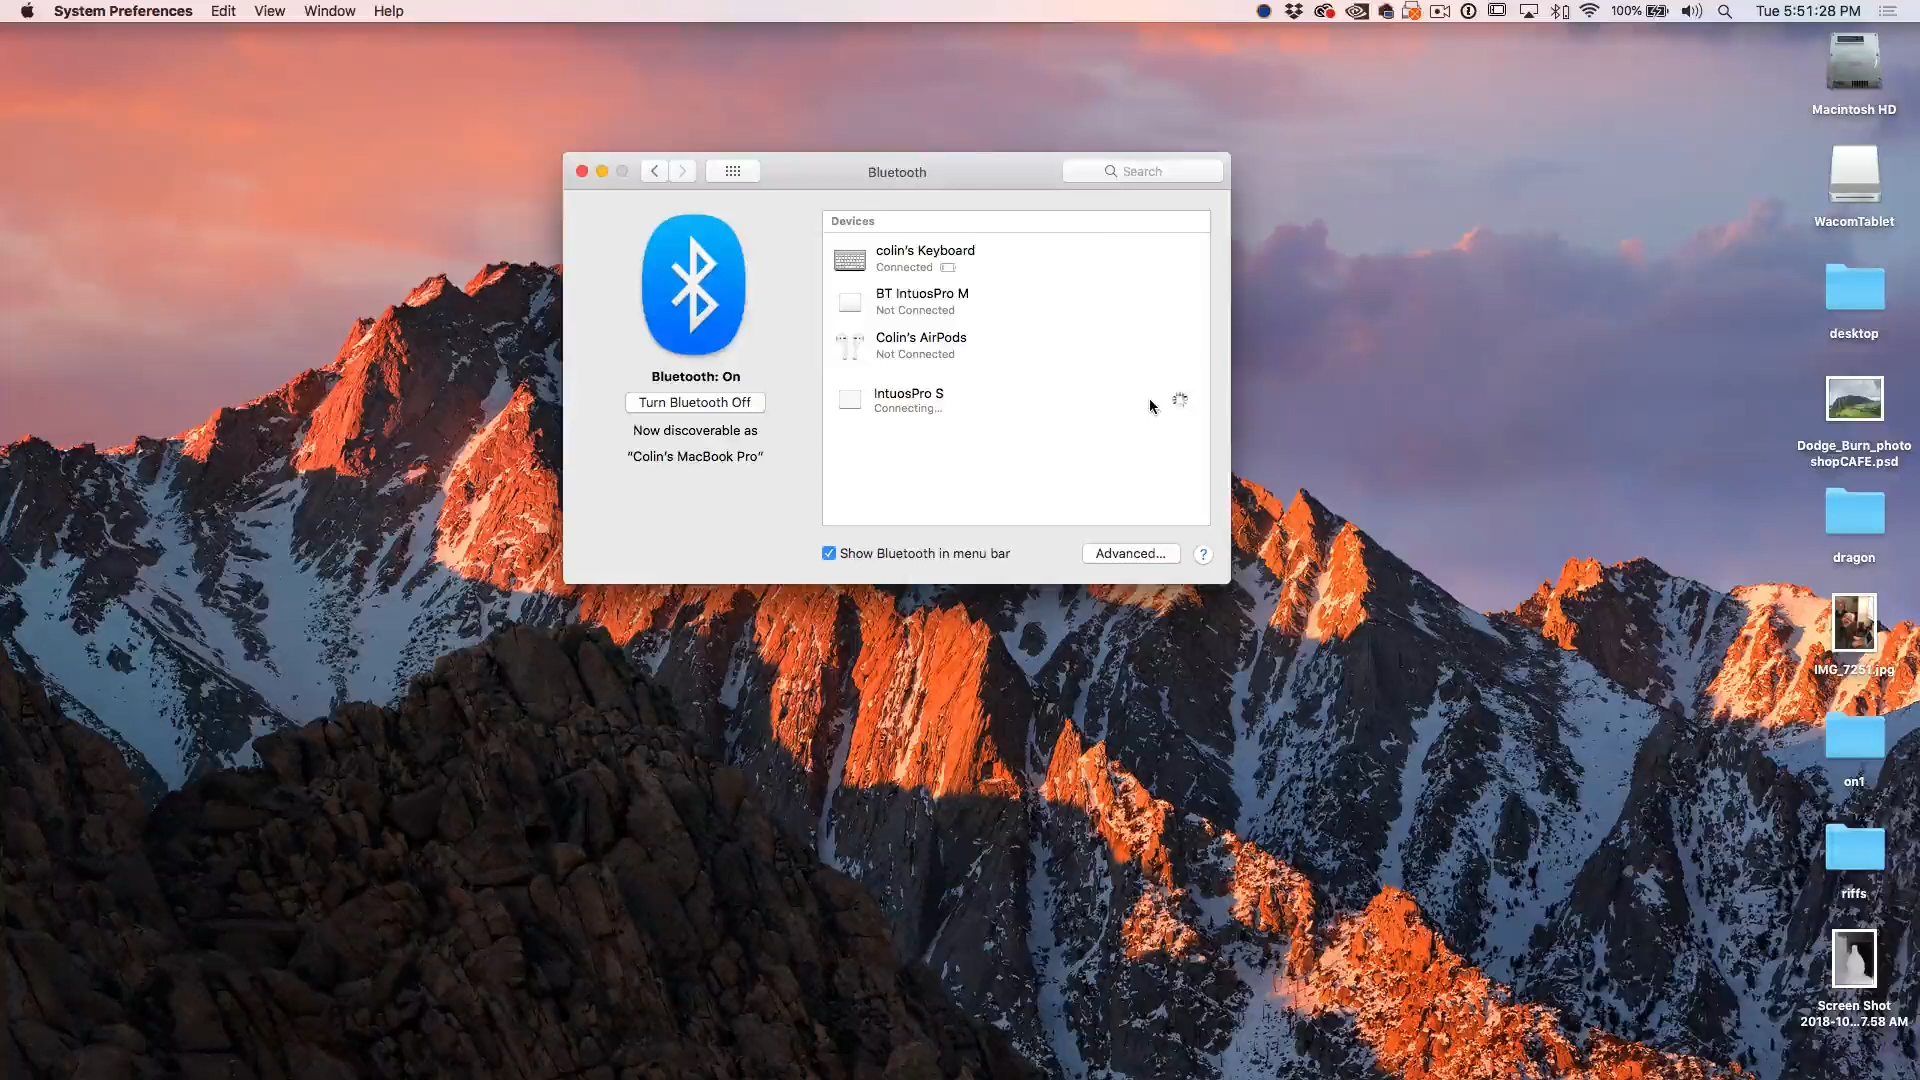 System Preferences Edit View Window Help
100% Tue 5:51:28 PM
Bluetooth
Search
Bluetooth: On
Turn Bluetooth Off
Now discoverable as
“Colin’s MacBook Pro”
Devices
colin’s Keyboard
Connected
BT IntuosPro M
Not Connected
Colin’s AirPods
Not Connected
IntuosPro S
Connecting...
Show Bluetooth in menu bar
Advanced...
?
Macintosh HD
WacomTablet
desktop
Dodge_Burn_photo
shopCAFE.psd
dragon
IMG_7251.jpg
on1
riffs
Screen Shot
2018-10...7.58 AM